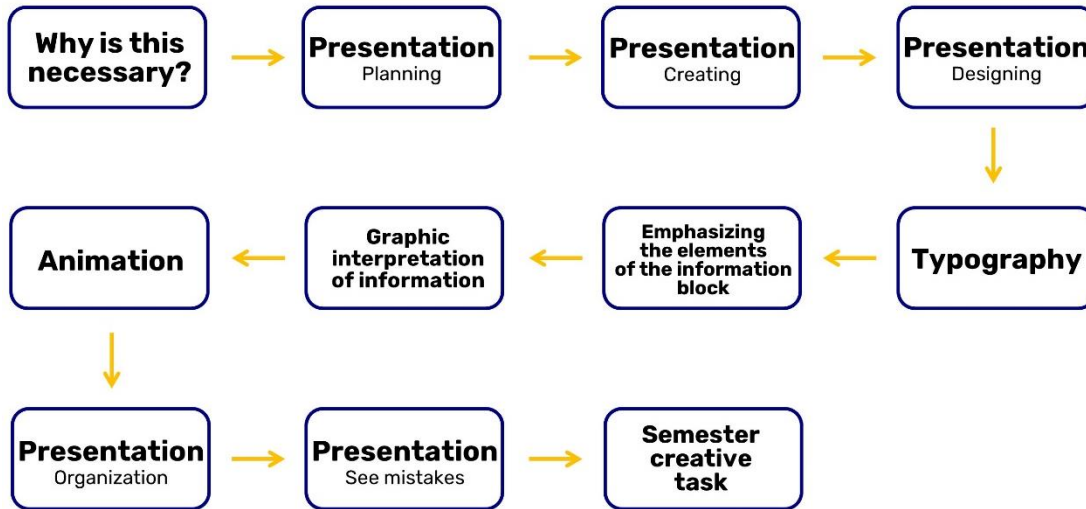 Why is this
necessary?
Presentation
Planning
Presentation
Creating
Presentation
Designing
Typography
Emphasizing
the elements
of the information
block
Graphic
interpretation
of information
Animation
Presentation
Organization
Presentation
See mistakes
Semester
creative
task